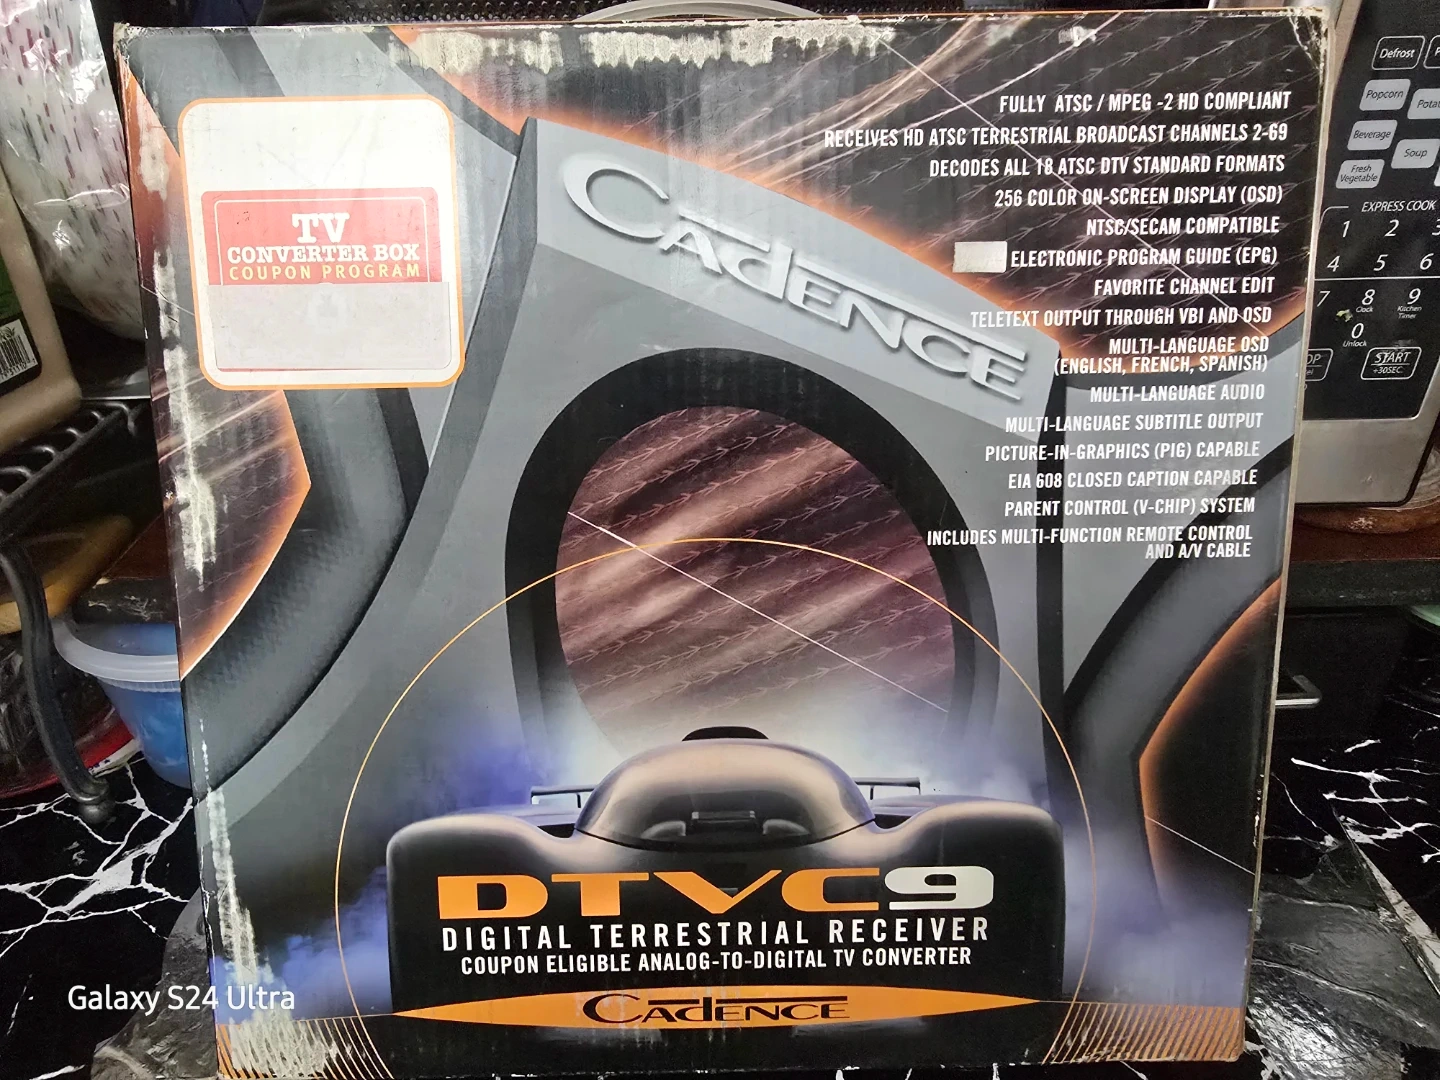 TV
CONVERTER BOX
COUPON PROGRAM
CADENCE
FULLY ATSC / MPEG -2 HD COMPLIANT
RECEIVES HD ATSC TERRESTRIAL BROADCAST CHANNELS 2-69
DECODES ALL 18 ATSC DTV STANDARD FORMATS
256 COLOR ON-SCREEN DISPLAY (OSD)
NTSC/SECAM COMPATIBLE
ELECTRONIC PROGRAM GUIDE (EPG)
FAVORITE CHANNEL EDIT
TELETEXT OUTPUT THROUGH VBI AND OSD
MULTI-LANGUAGE OSD
(ENGLISH, FRENCH, SPANISH)
MULTI-LANGUAGE AUDIO
MULTI-LANGUAGE SUBTITLE OUTPUT
PICTURE-IN-GRAPHICS (PIG) CAPABLE
EIA 608 CLOSED CAPTION CAPABLE
PARENT CONTROL (V-CHIP) SYSTEM
INCLUDES MULTI-FUNCTION REMOTE CONTROL
AND A/V CABLE
DTVC9
DIGITAL TERRESTRIAL RECEIVER
COUPON ELIGIBLE ANALOG-TO-DIGITAL TV CONVERTER
CADENCE
Defrost
Popcorn
Beverage
Soup
Fresh
Vegetable
EXPRESS COOK
1 2 3
4 5 6
7 8 9
Clock
Kitchen
Timer
0
Unlock
START
+30SEC.
Galaxy S24 Ultra